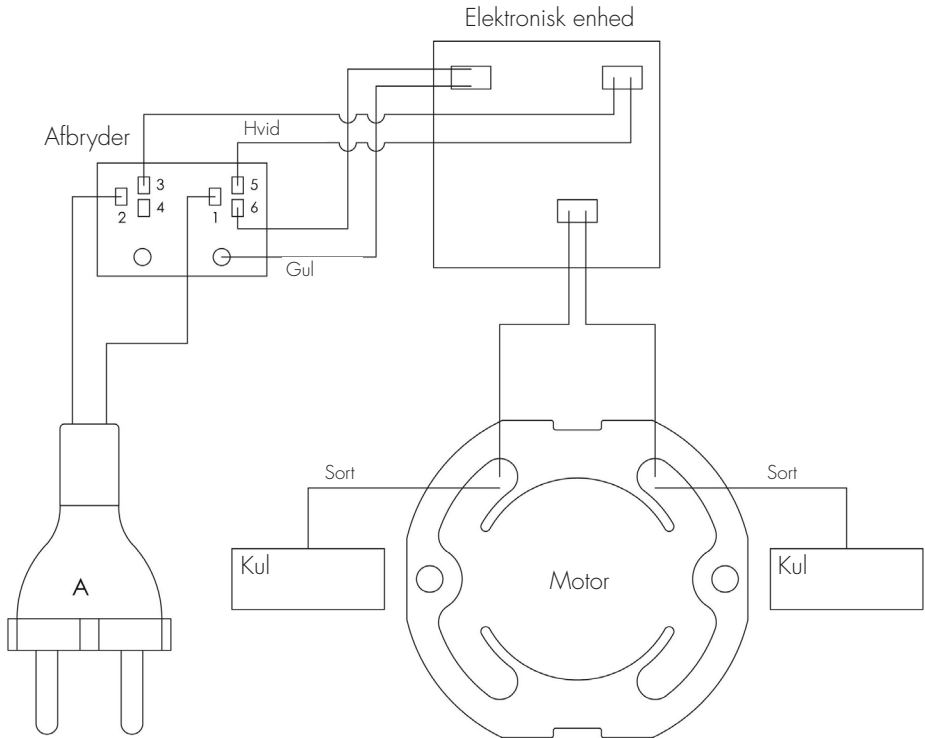 Elektronisk enhed
Afbryder
Hvid
3
5
4
6
2
1
Gul
Sort
Sort
Kul
Kul
A
Motor